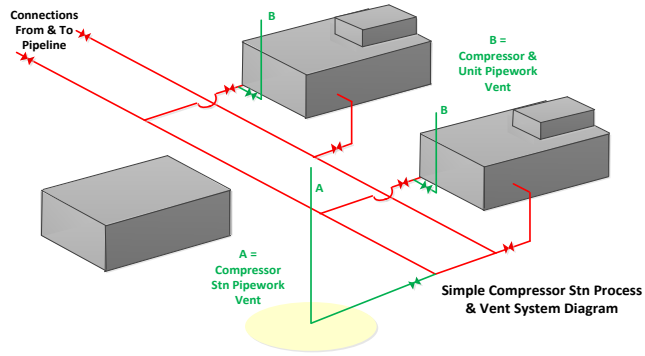 Connections
From & To
Pipeline
B
B =
Compressor &
Unit Pipework
Vent
B
A
A =
Compressor
Stn Pipework
Vent
Simple Compressor Stn Process
& Vent System Diagram